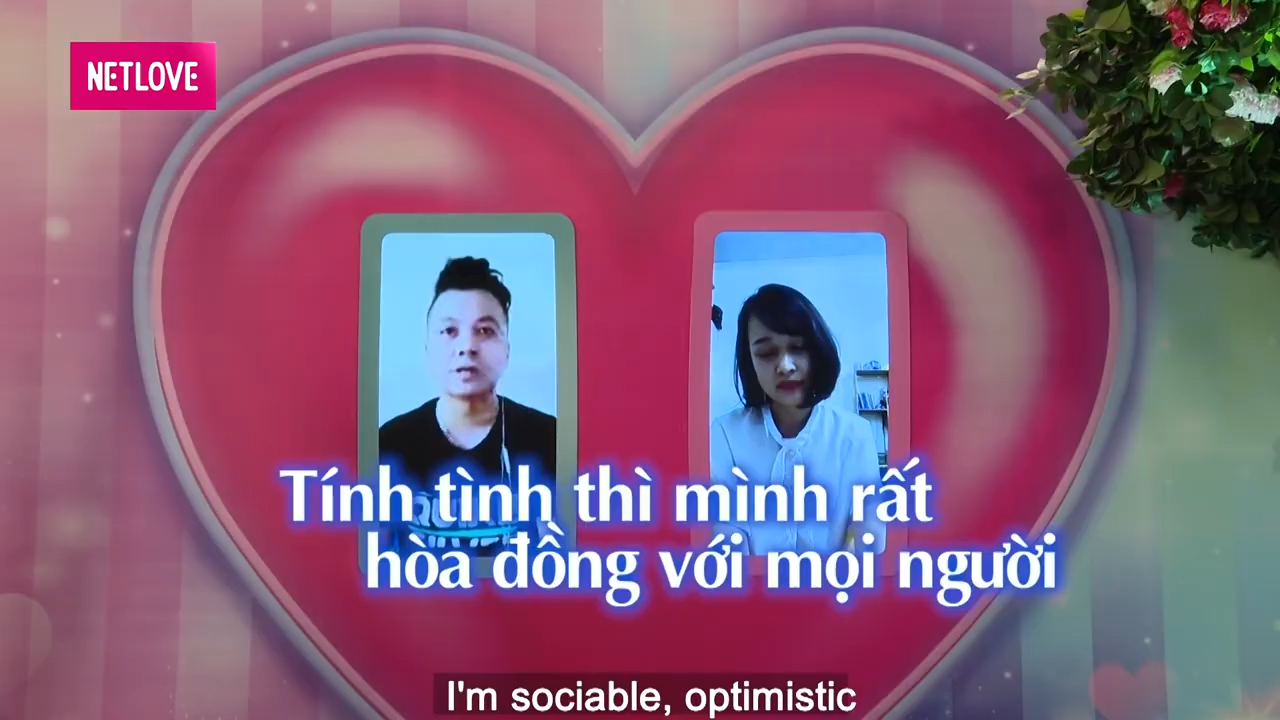 NETLOVE
Tính tình thì mình rất
hòa đồng với mọi người
I'm sociable, optimistic